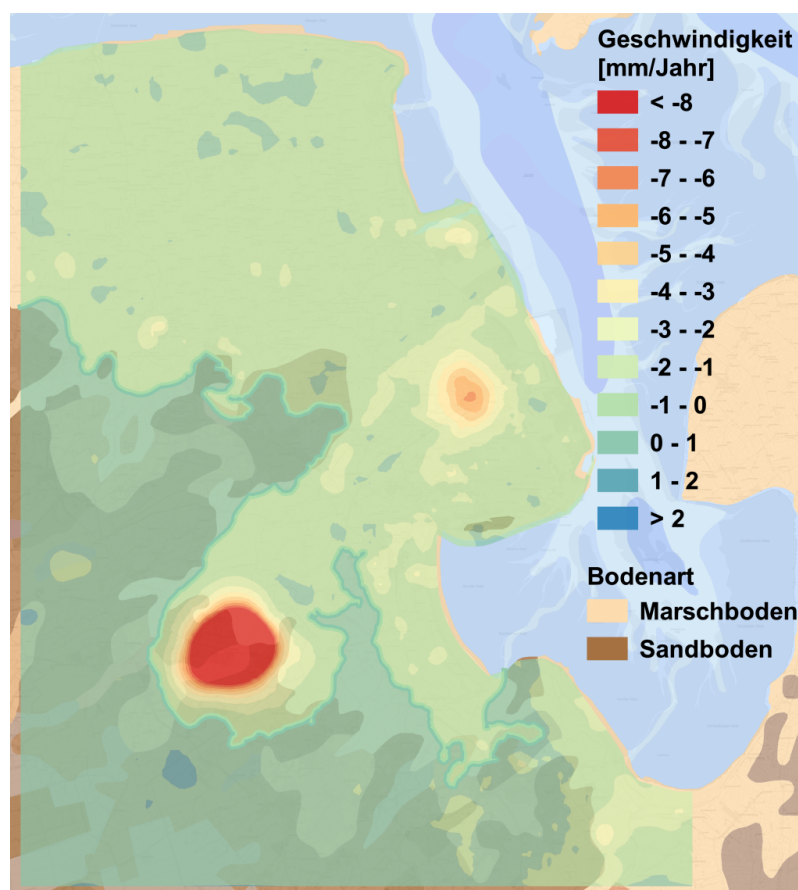 Geschwindigkeit
[mm/Jahr]
< -8
-8 - -7
-7 - -6
-6 - -5
-5 - -4
-4 - -3
-3 - -2
-2 - -1
-1 - 0
0 - 1
1 - 2
> 2
Bodenart
Marschboden
Sandboden